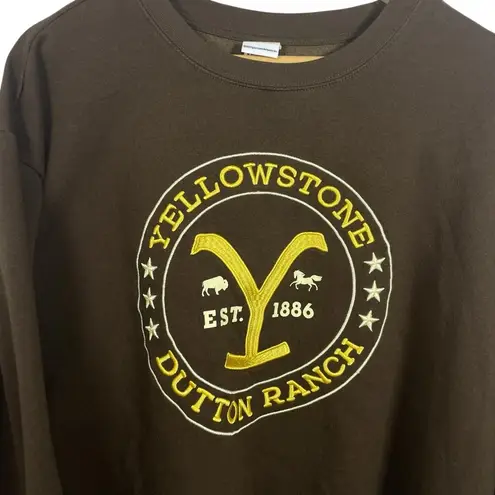 YELLOWSTONE
Y
EST. 1886
DUTTON RANCH